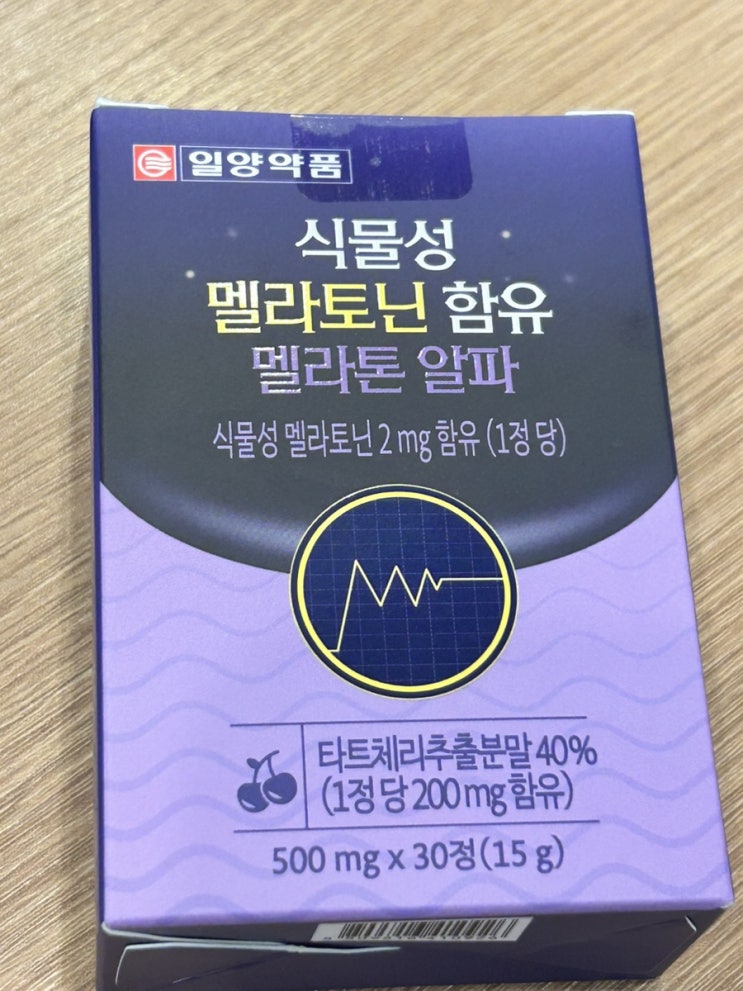 일양약품
식물성
멜라토닌 함유
멜라톤 알파
식물성 멜라토닌 2 mg 함유 (1정 당)
타트체리추출분말 40%
(1정 당 200 mg 함유)
500 mg x 30정(15 g)